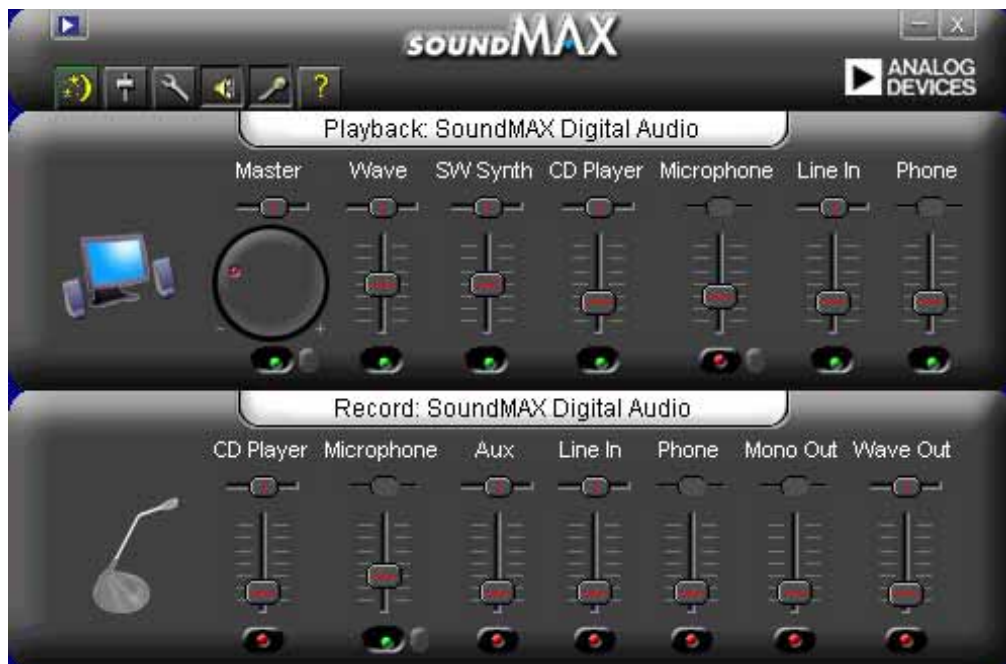 SOUNDMAX
X
ANALOG
DEVICES
?
Playback: SoundMAX Digital Audio
Master Wave SW Synth CD Player Microphone Line In Phone
- +
Record: SoundMAX Digital Audio
CD Player Microphone Aux Line In Phone Mono Out Wave Out